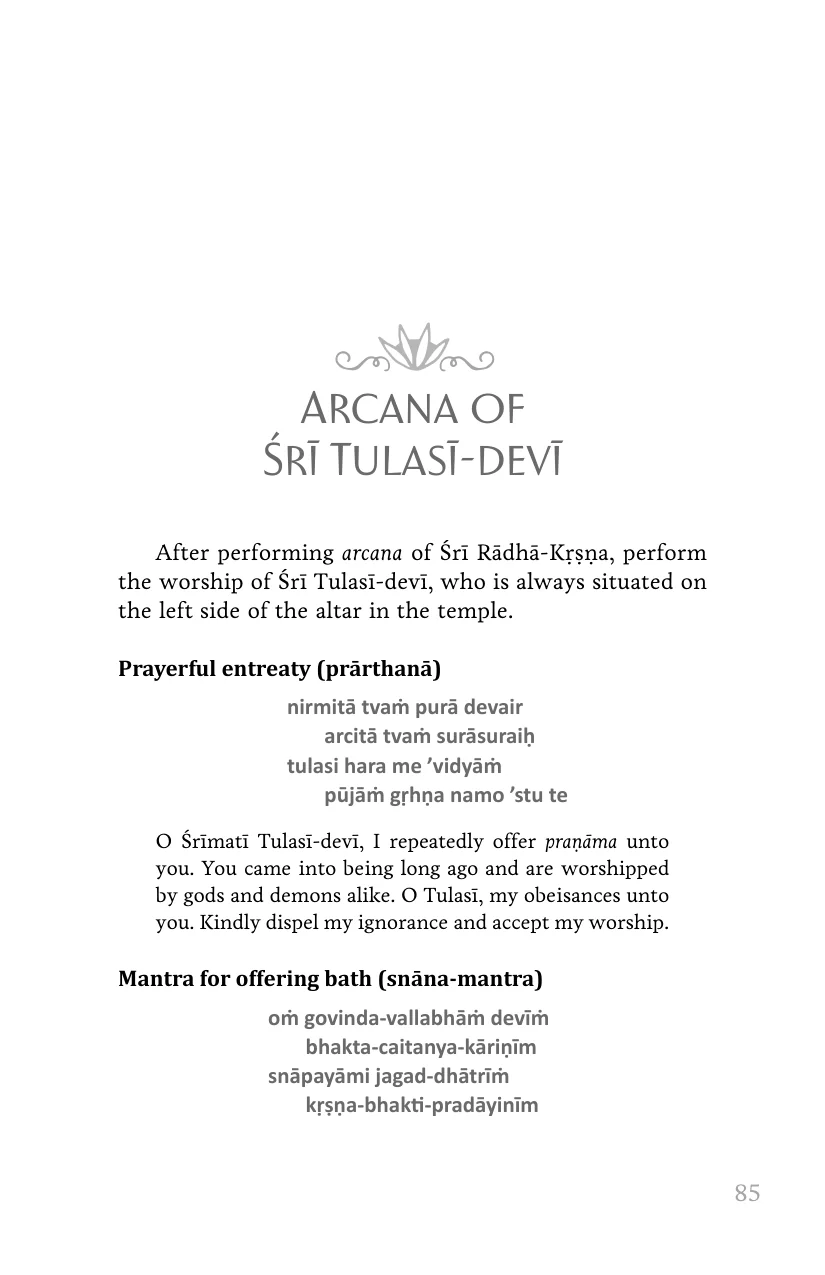 Arcana of
Śrī Tulasī-devī
After performing arcana of Śrī Rādhā-Kṛṣṇa, perform
the worship of Śrī Tulasī-devī, who is always situated on
the left side of the altar in the temple.
Prayerful entreaty (prārthanā)
nirmitā tvaṁ purā devair
arcitā tvaṁ surāsuraiḥ
tulasi hara me ’vidyāṁ
pūjāṁ gṛhṇa namo ’stu te
O Śrīmatī Tulasī-devī, I repeatedly offer praṇāma unto
you. You came into being long ago and are worshipped
by gods and demons alike. O Tulasī, my obeisances unto
you. Kindly dispel my ignorance and accept my worship.
Mantra for offering bath (snāna-mantra)
oṁ govinda-vallabhāṁ devīṁ
bhakta-caitanya-kāriṇīm
snāpayāmi jagad-dhātrīṁ
kṛṣṇa-bhakti-pradāyinīm
85